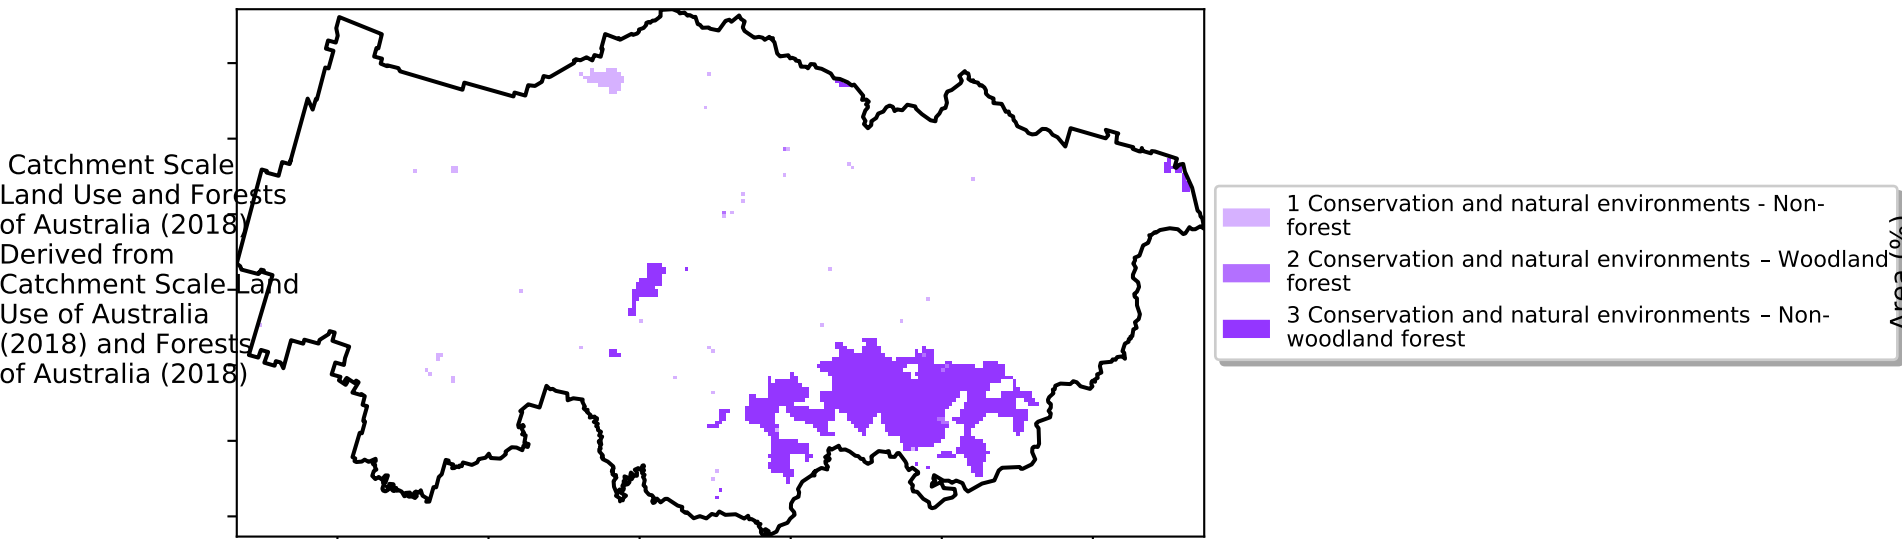 Catchment Scale
Land Use and Forests
of Australia (2018)
Derived from
Catchment Scale Land
Use of Australia
(2018) and Forests
of Australia (2018)
1 Conservation and natural environments - Non-
forest
2 Conservation and natural environments – Woodland
forest
3 Conservation and natural environments – Non-
woodland forest